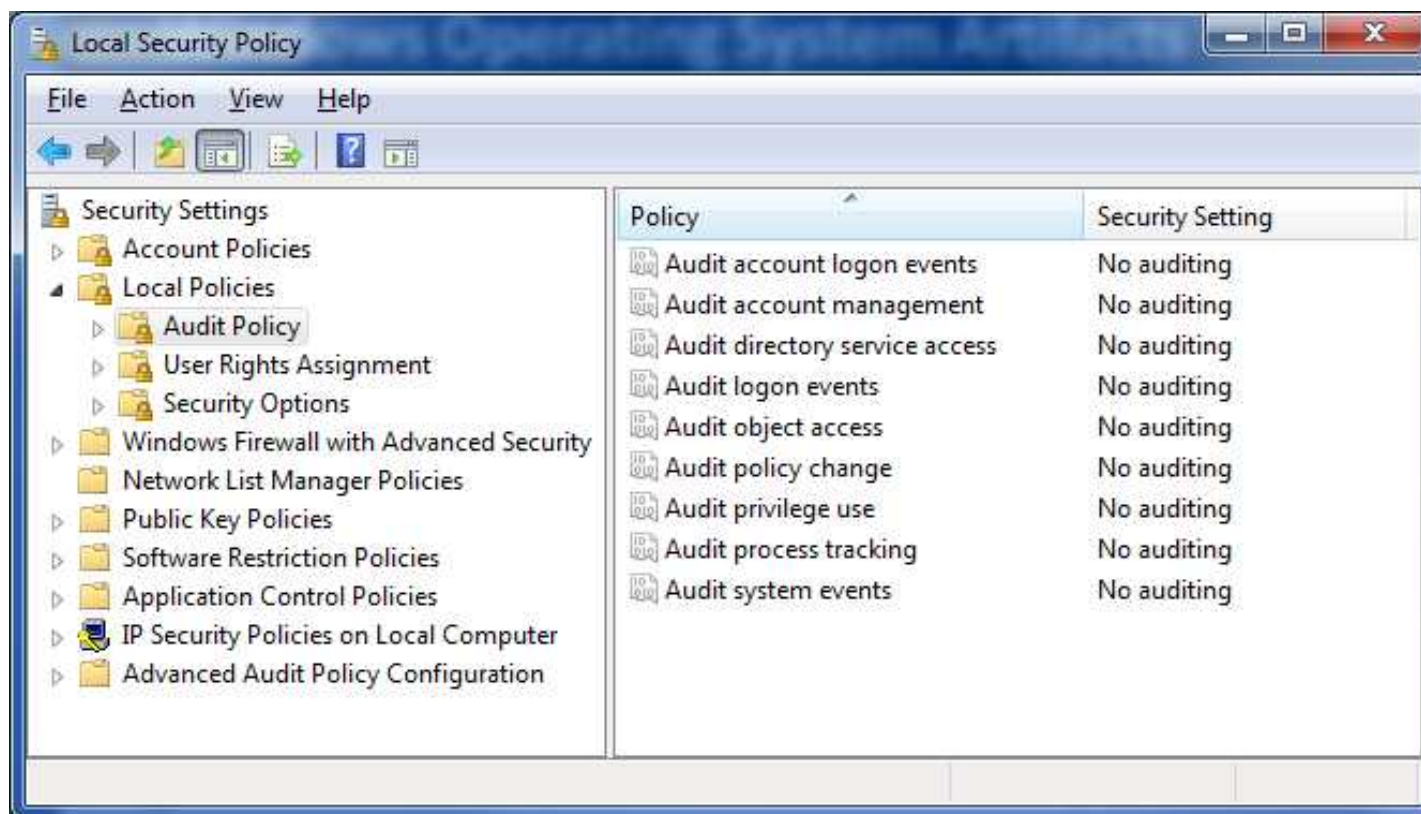 Local Security Policy
File Action View Help
Security Settings
Account Policies
Local Policies
Audit Policy
User Rights Assignment
Security Options
Windows Firewall with Advanced Security
Network List Manager Policies
Public Key Policies
Software Restriction Policies
Application Control Policies
IP Security Policies on Local Computer
Advanced Audit Policy Configuration
Policy Security Setting
Audit account logon events No auditing
Audit account management No auditing
Audit directory service access No auditing
Audit logon events No auditing
Audit object access No auditing
Audit policy change No auditing
Audit privilege use No auditing
Audit process tracking No auditing
Audit system events No auditing